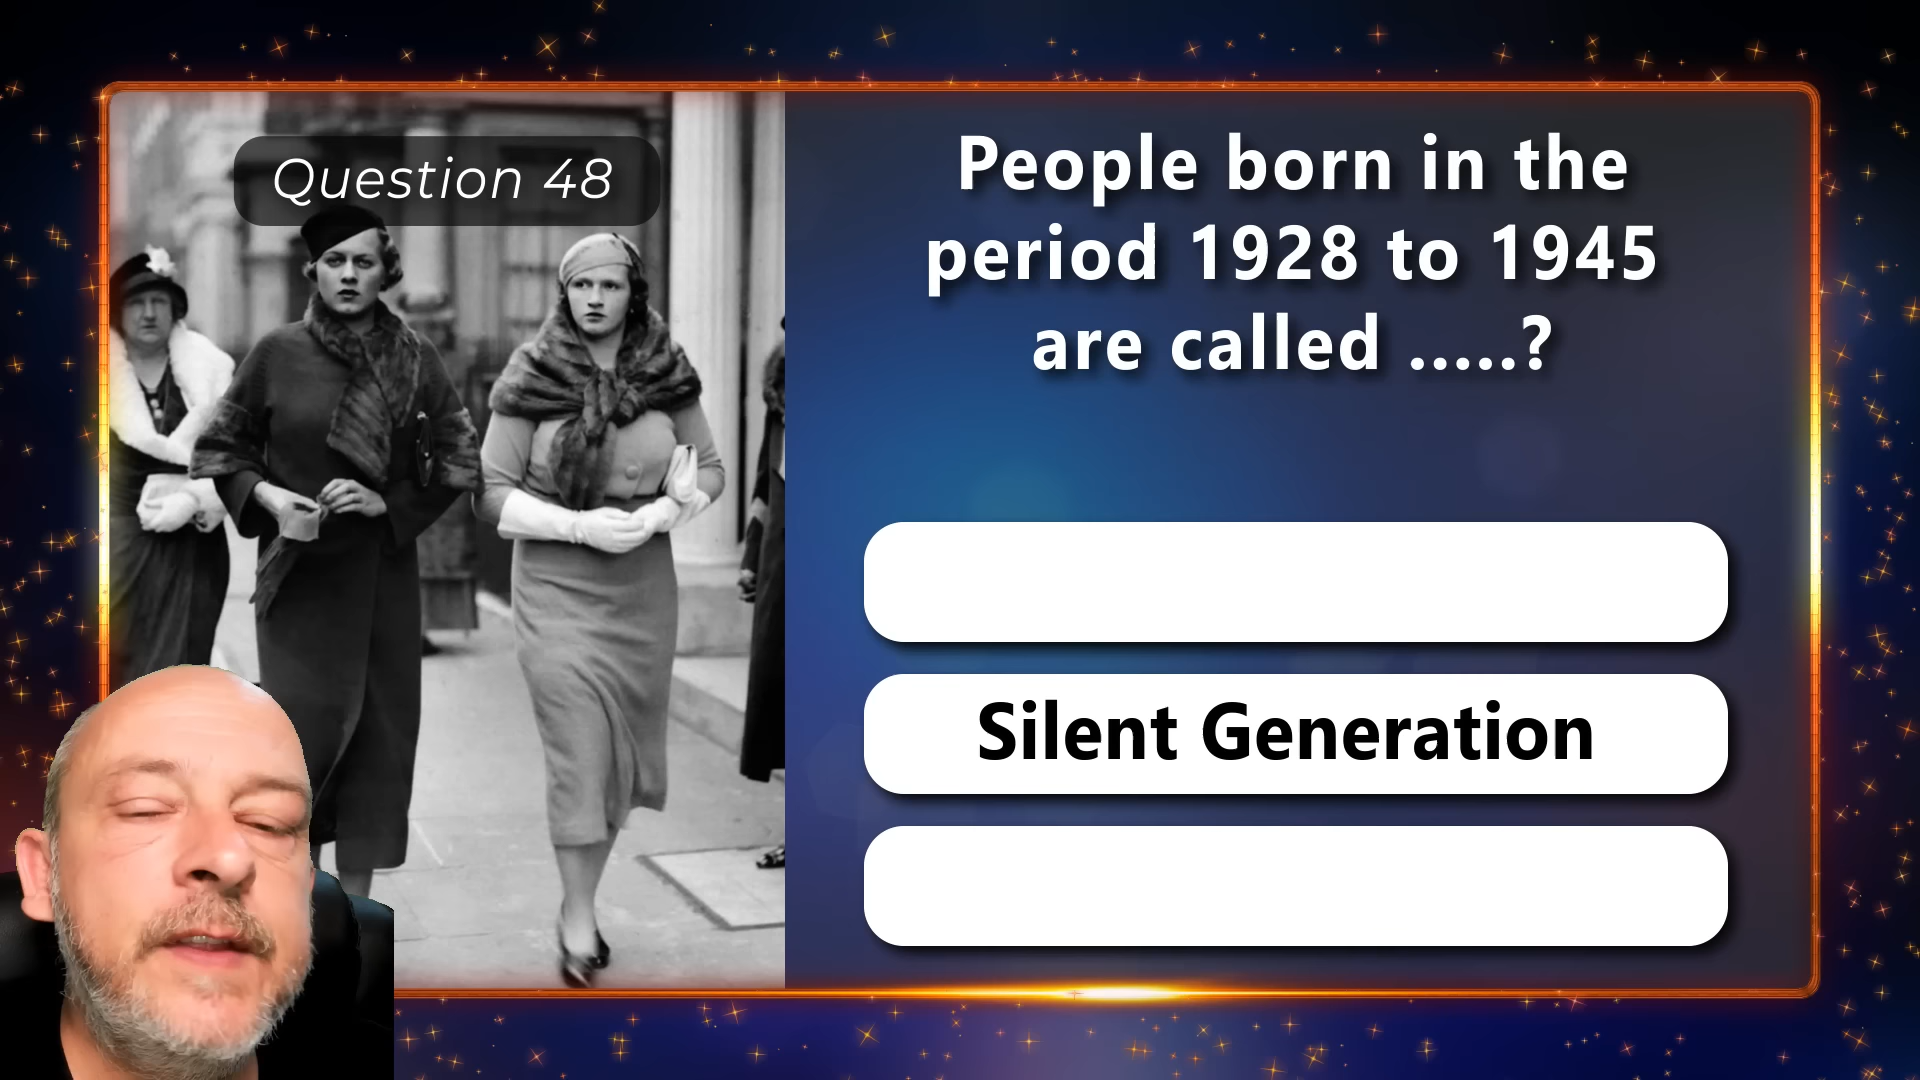 Question 48
People born in the
period 1928 to 1945
are called .....?
Silent Generation